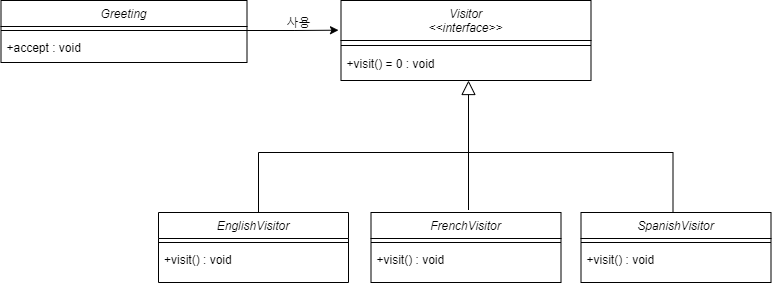 Greeting
+accept : void
사용
Visitor
<<interface>>
+visit() = 0 : void
EnglishVisitor
+visit() : void
FrenchVisitor
+visit() : void
SpanishVisitor
+visit() : void